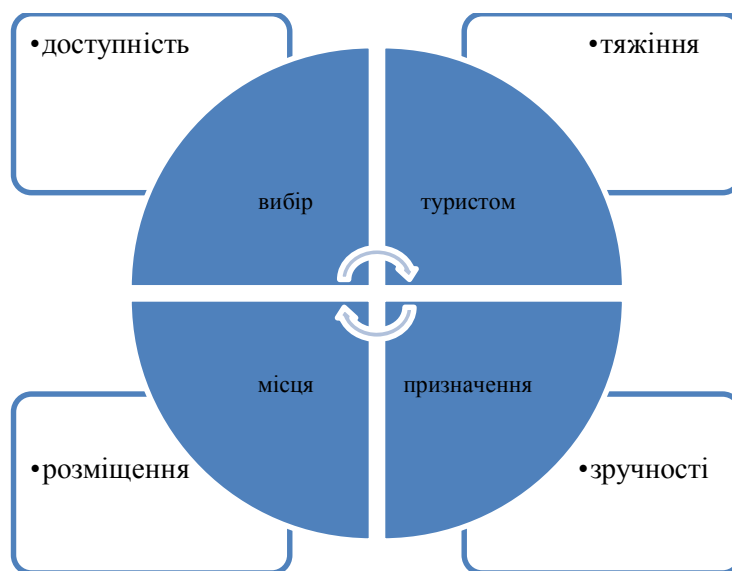 •доступність
•тяжіння
вибір
туристом
місця
призначення
•розміщення
•зручності